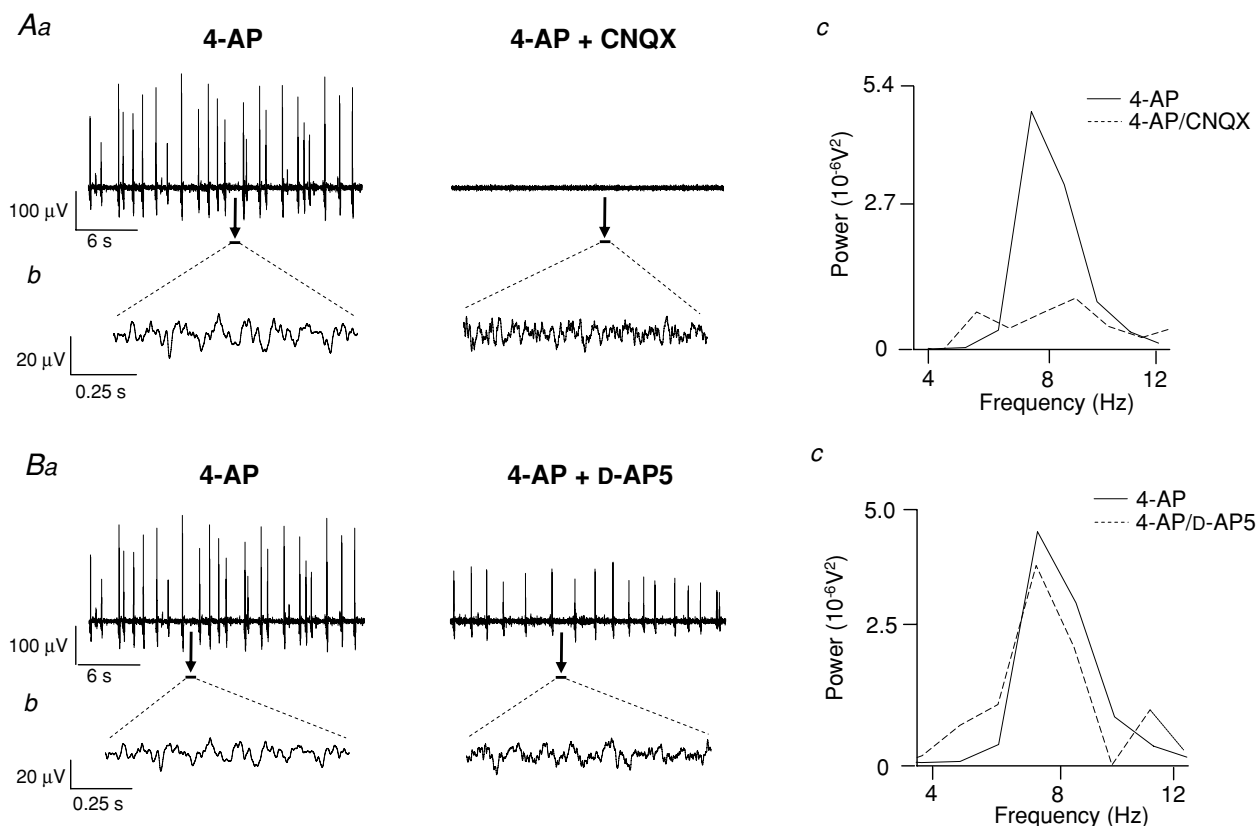 Aa
4-AP
4-AP + CNQX
100 µV
6 s
b
20 µV
0.25 s
c
5.4
2.7
0
Power (10⁻⁶V²)
4-AP
4-AP/CNQX
4 8 12
Frequency (Hz)
Ba
4-AP
4-AP + D-AP5
100 µV
6 s
b
20 µV
0.25 s
c
5.0
2.5
0
Power (10⁻⁶V²)
4-AP
4-AP/D-AP5
4 8 12
Frequency (Hz)